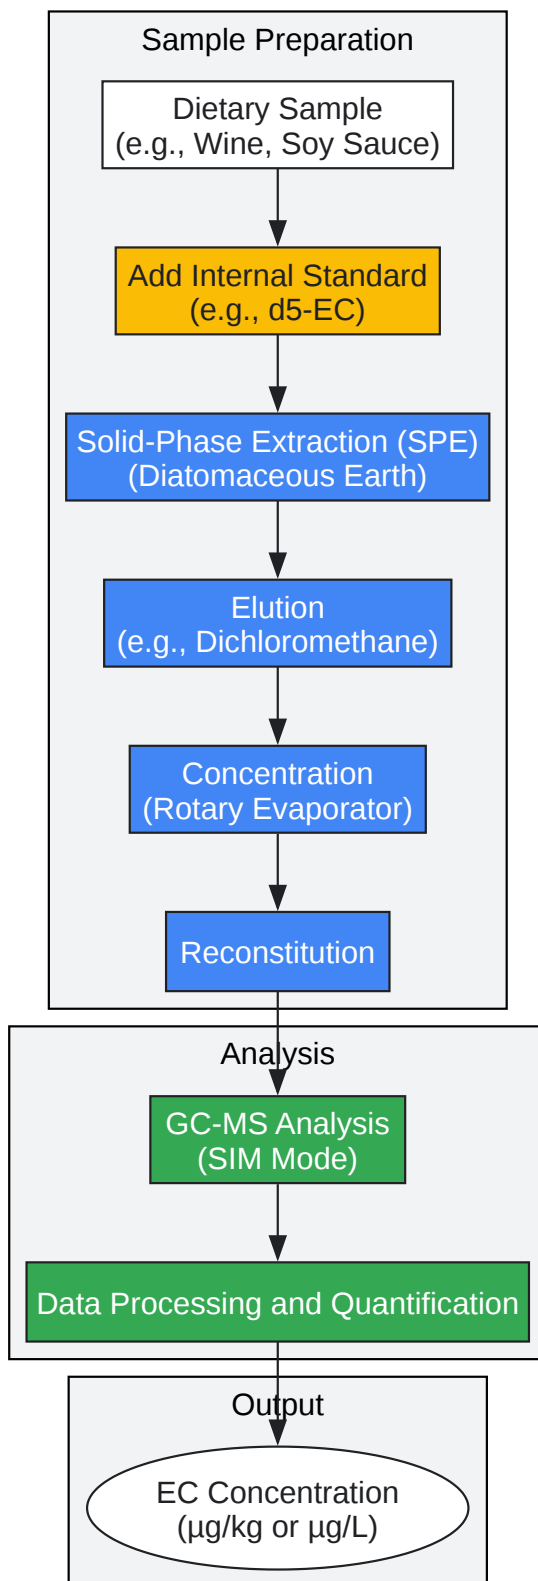 Sample Preparation
Dietary Sample
(e.g., Wine, Soy Sauce)
Add Internal Standard
(e.g., d5-EC)
Solid-Phase Extraction (SPE)
(Diatomaceous Earth)
Elution
(e.g., Dichloromethane)
Concentration
(Rotary Evaporator)
Reconstitution
Analysis
GC-MS Analysis
(SIM Mode)
Data Processing and Quantification
Output
EC Concentration
(µg/kg or µg/L)